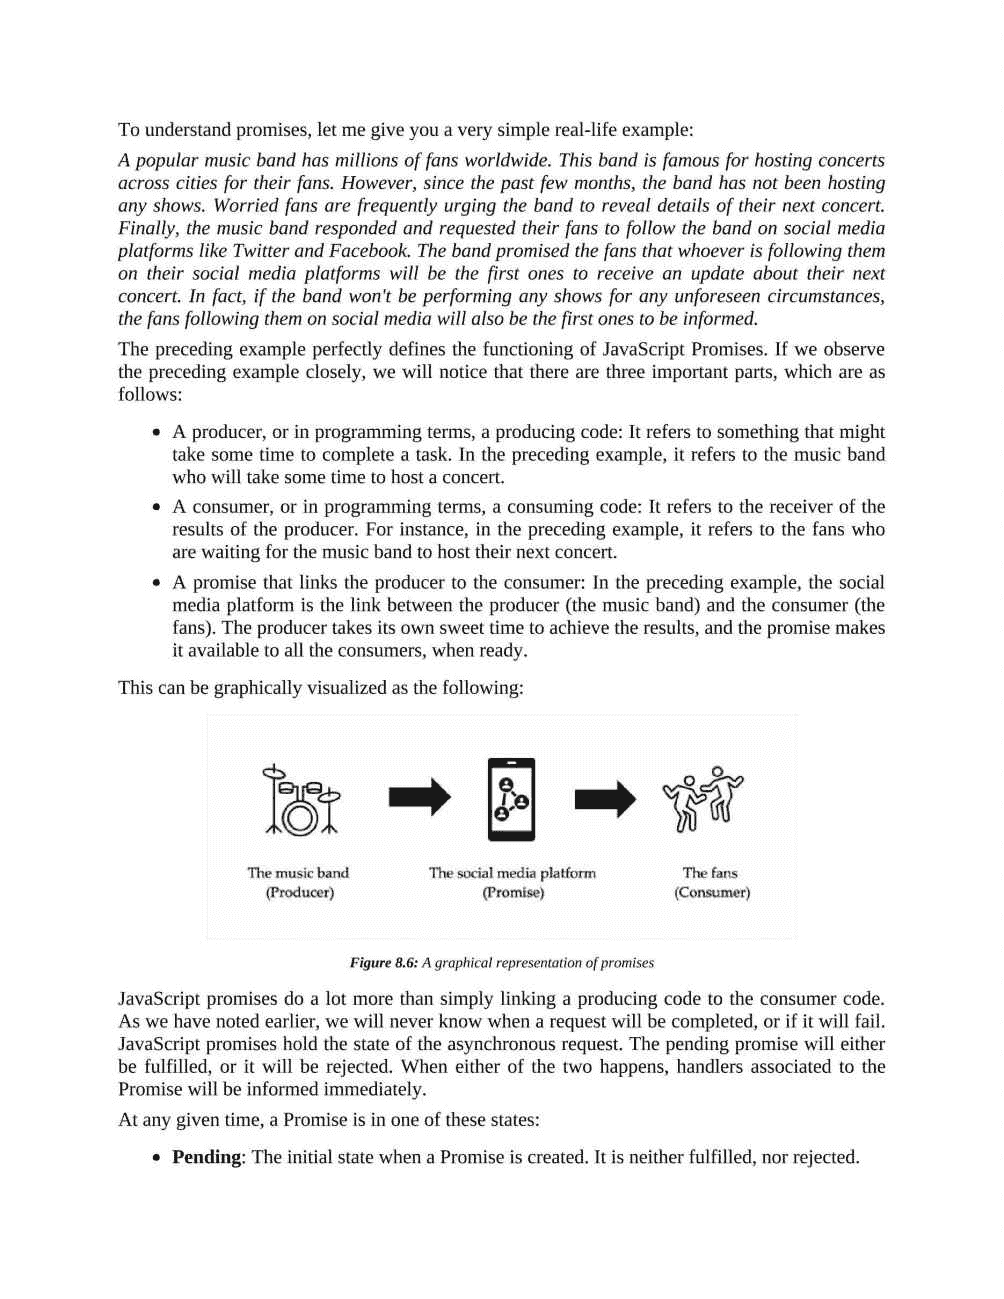 To understand promises, let me give you a very simple real-life example:
A popular music band has millions of fans worldwide. This band is famous for hosting concerts
across cities for their fans. However, since the past few months, the band has not been hosting
any shows. Worried fans are frequently urging the band to reveal details of their next concert.
Finally, the music band responded and requested their fans to follow the band on social media
platforms like Twitter and Facebook. The band promised the fans that whoever is following them
on their social media platforms will be the first ones to receive an update about their next
concert. In fact, if the band won't be performing any shows for any unforeseen circumstances,
the fans following them on social media will also be the first ones to be informed.
The preceding example perfectly defines the functioning of JavaScript Promises. If we observe
the preceding example closely, we will notice that there are three important parts, which are as
follows:
• A producer, or in programming terms, a producing code: It refers to something that might
take some time to complete a task. In the preceding example, it refers to the music band
who will take some time to host a concert.
• A consumer, or in programming terms, a consuming code: It refers to the receiver of the
results of the producer. For instance, in the preceding example, it refers to the fans who
are waiting for the music band to host their next concert.
• A promise that links the producer to the consumer: In the preceding example, the social
media platform is the link between the producer (the music band) and the consumer (the
fans). The producer takes its own sweet time to achieve the results, and the promise makes
it available to all the consumers, when ready.
This can be graphically visualized as the following:
The music band
(Producer)
The social media platform
(Promise)
The fans
(Consumer)
Figure 8.6: A graphical representation of promises
JavaScript promises do a lot more than simply linking a producing code to the consumer code.
As we have noted earlier, we will never know when a request will be completed, or if it will fail.
JavaScript promises hold the state of the asynchronous request. The pending promise will either
be fulfilled, or it will be rejected. When either of the two happens, handlers associated to the
Promise will be informed immediately.
At any given time, a Promise is in one of these states:
• Pending: The initial state when a Promise is created. It is neither fulfilled, nor rejected.